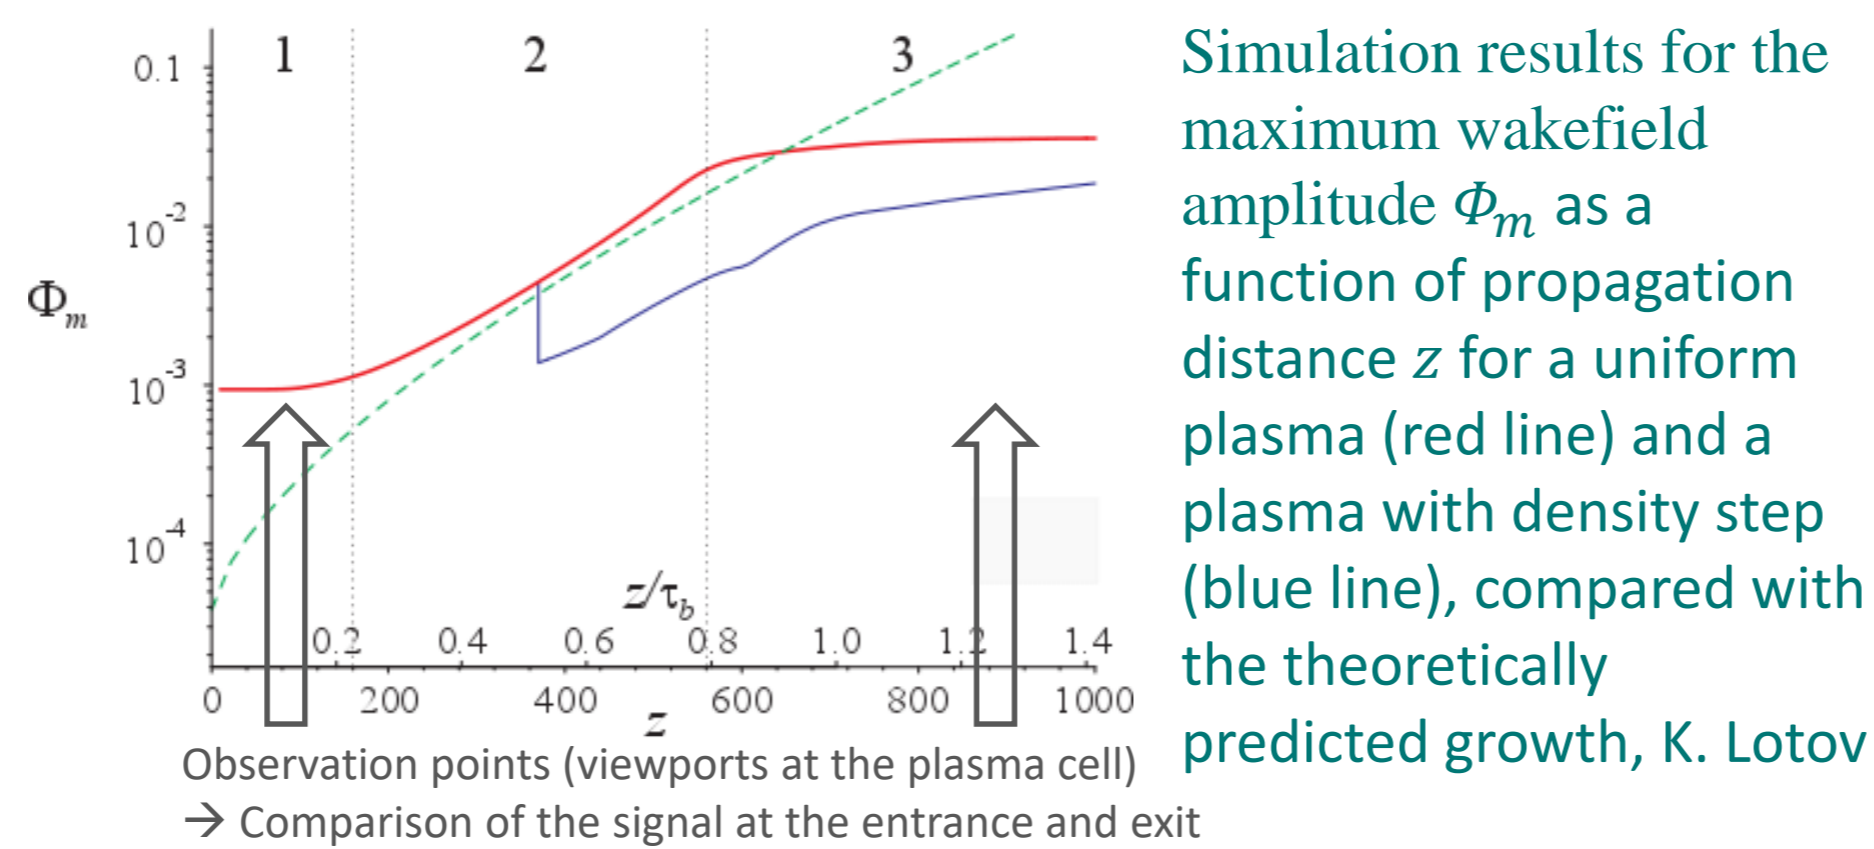 1 2 3
0.1
10-2
Φm
10-3
10-4
z/τb
0.2 0.4 0.6 0.8 1.0 1.2 1.4
0 200 400 600 800 1000
z
Observation points (viewports at the plasma cell)
→ Comparison of the signal at the entrance and exit
Simulation results for the
maximum wakefield
amplitude Φm as a
function of propagation
distance z for a uniform
plasma (red line) and a
plasma with density step
(blue line), compared with
the theoretically
predicted growth, K. Lotov